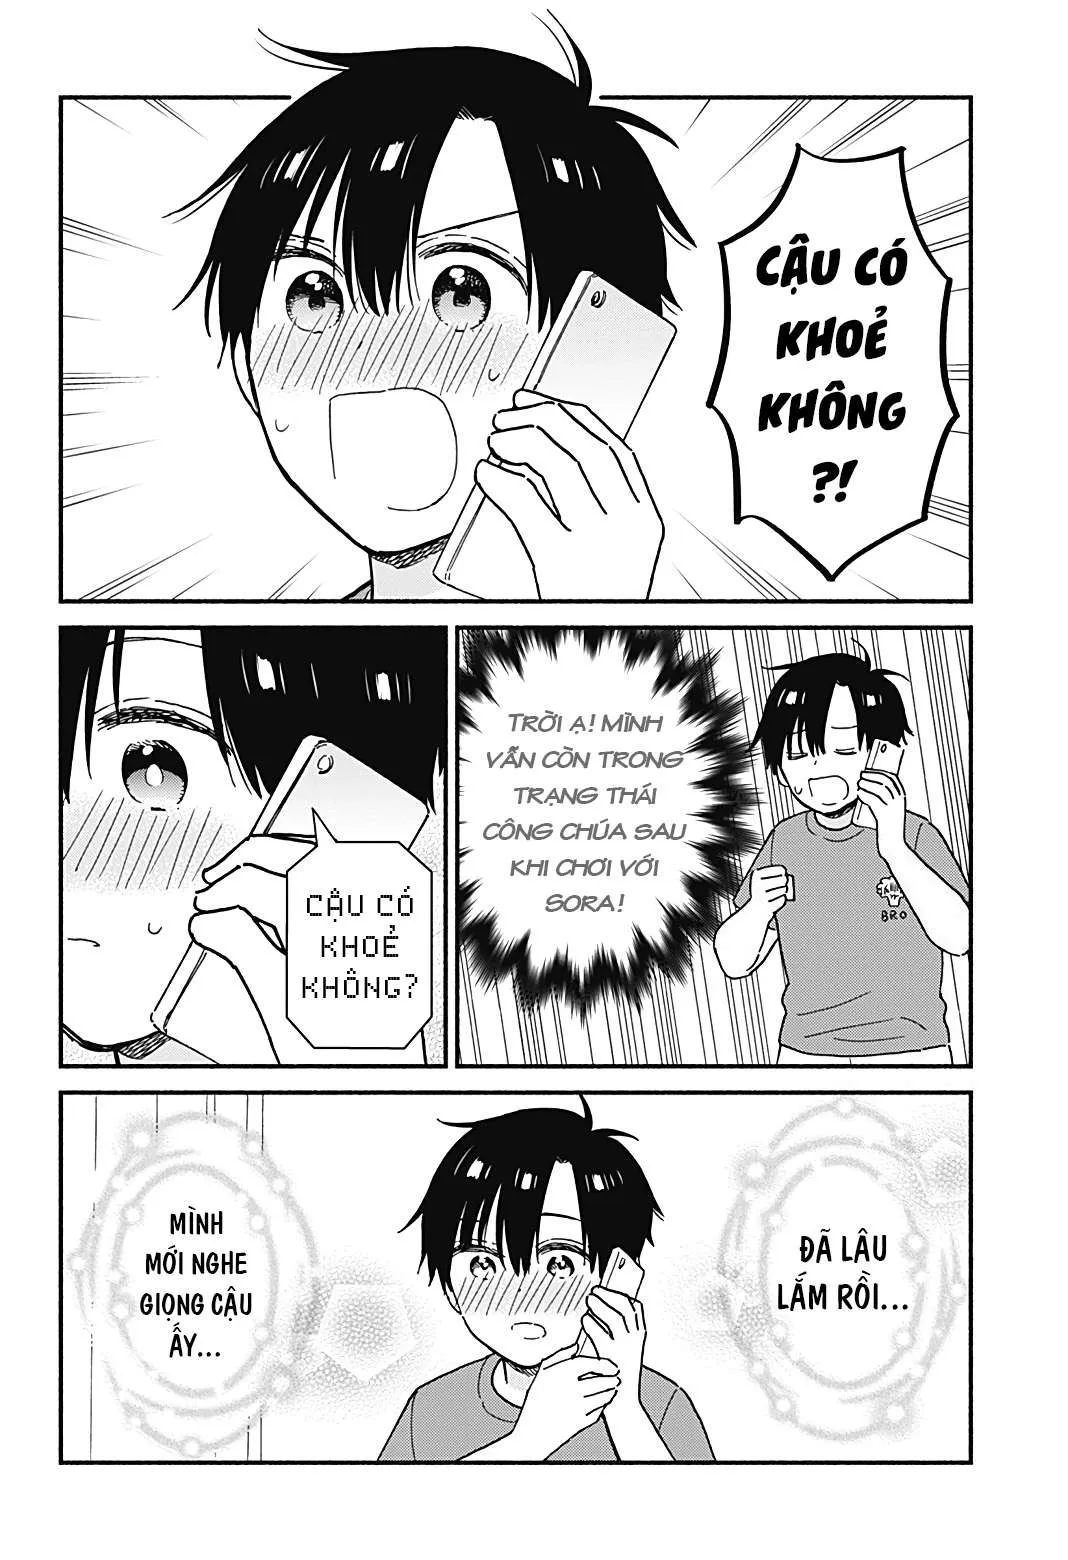 CẬU CÓ
KHOẺ
KHÔNG
?!
TRỜI Ạ! MÌNH
VẪN CÒN TRONG
TRẠNG THÁI
CÔNG CHÚA SAU
KHI CHƠI VỚI
SORA!
BRO
CẬU CÓ
KHOẺ
KHÔNG?
ĐÃ LÂU
LẮM RỒI...
MÌNH
MỚI NGHE
GIỌNG CẬU
ẤY...